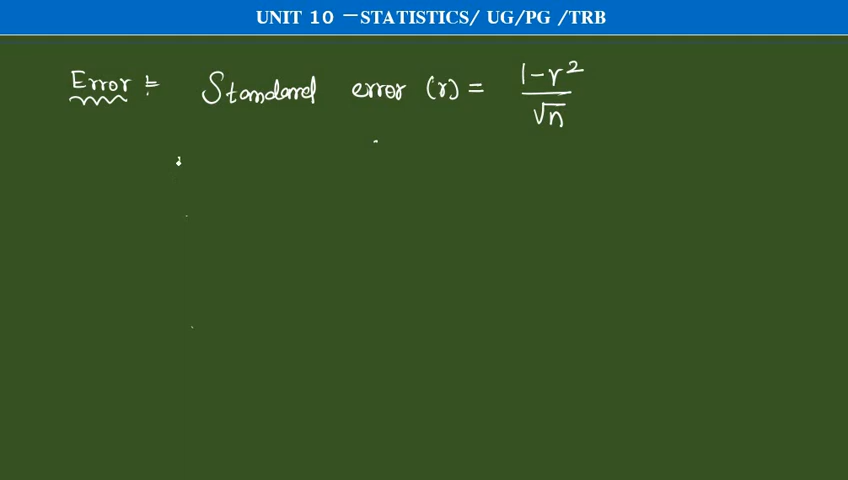 UNIT 10 – STATISTICS/ UG/PG /TRB
Error :- Standard error (r) = (1-r²)/√n